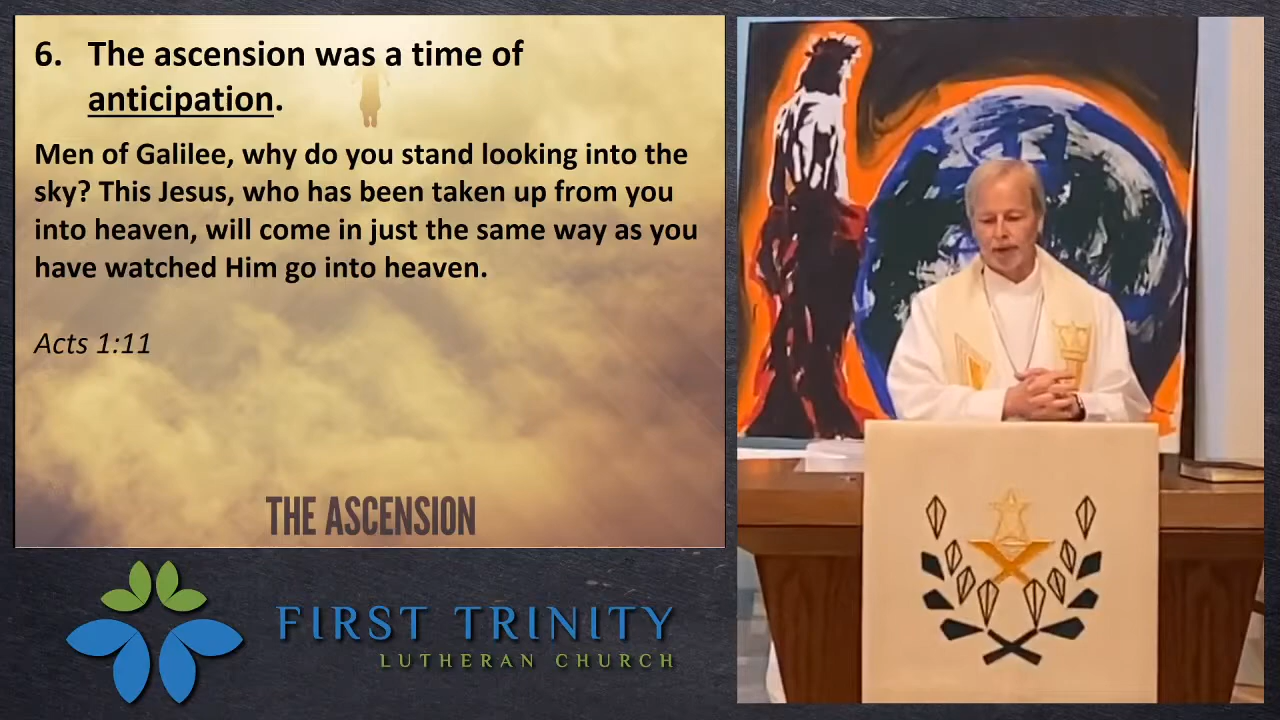 6. The ascension was a time of
anticipation.
Men of Galilee, why do you stand looking into the
sky? This Jesus, who has been taken up from you
into heaven, will come in just the same way as you
have watched Him go into heaven.
Acts 1:11
THE ASCENSION
FIRST TRINITY
LUTHERAN CHURCH